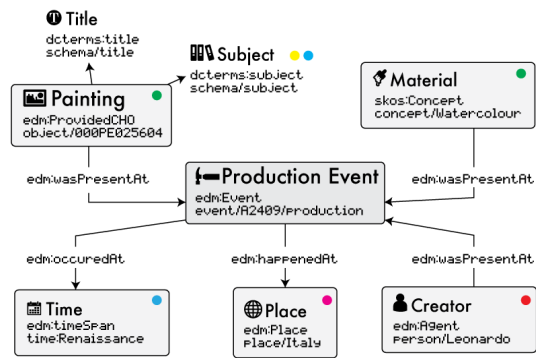 Title
dcterms:title
schema/title
Subject
dcterms:subject
schema/subject
Painting
edm:ProvidedCHO
object/000PE025604
Material
skos:Concept
concept/Watercolour
edm:wasPresentAt
edm:wasPresentAt
Production Event
edm:Event
event/A2409/production
edm:occuredAt
edm:happenedAt
edm:wasPresentAt
Time
edm:timeSpan
time:Renaissance
Place
edm:Place
place/Italy
Creator
edm:Agent
person/Leonardo